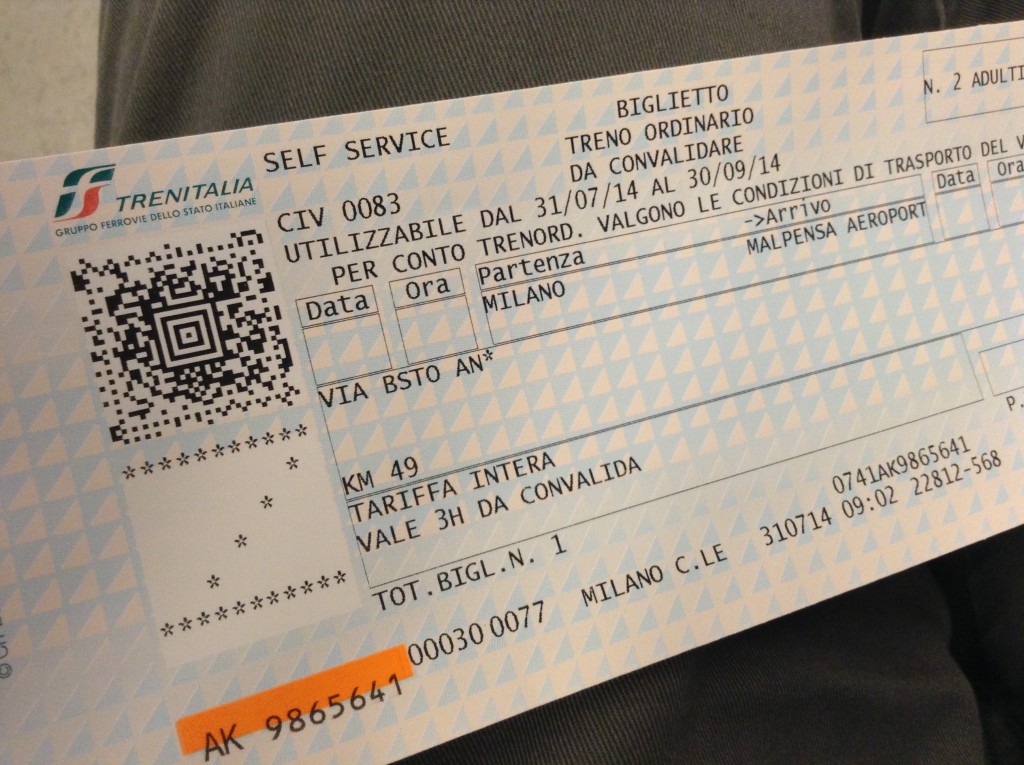 TRENITALIA
GRUPPO FERROVIE DELLO STATO ITALIANE
SELF SERVICE
BIGLIETTO
TRENO ORDINARIO
DA CONVALIDARE
N. 2 ADULTI
CIV 0083
UTILIZZABILE DAL 31/07/14 AL 30/09/14
PER CONTO TRENORD. VALGONO LE CONDIZIONI DI TRASPORTO DEL V
Data Ora Partenza ->Arrivo Data Ora
MILANO MALPENSA AEROPORT
VIA BSTO AN*
***********
*
*
*
*
***********
KM 49
TARIFFA INTERA
VALE 3H DA CONVALIDA
P.
TOT.BIGL.N. 1
0741AK9865641
00030 0077 MILANO C.LE 310714 09:02 22812-568
AK 9865641